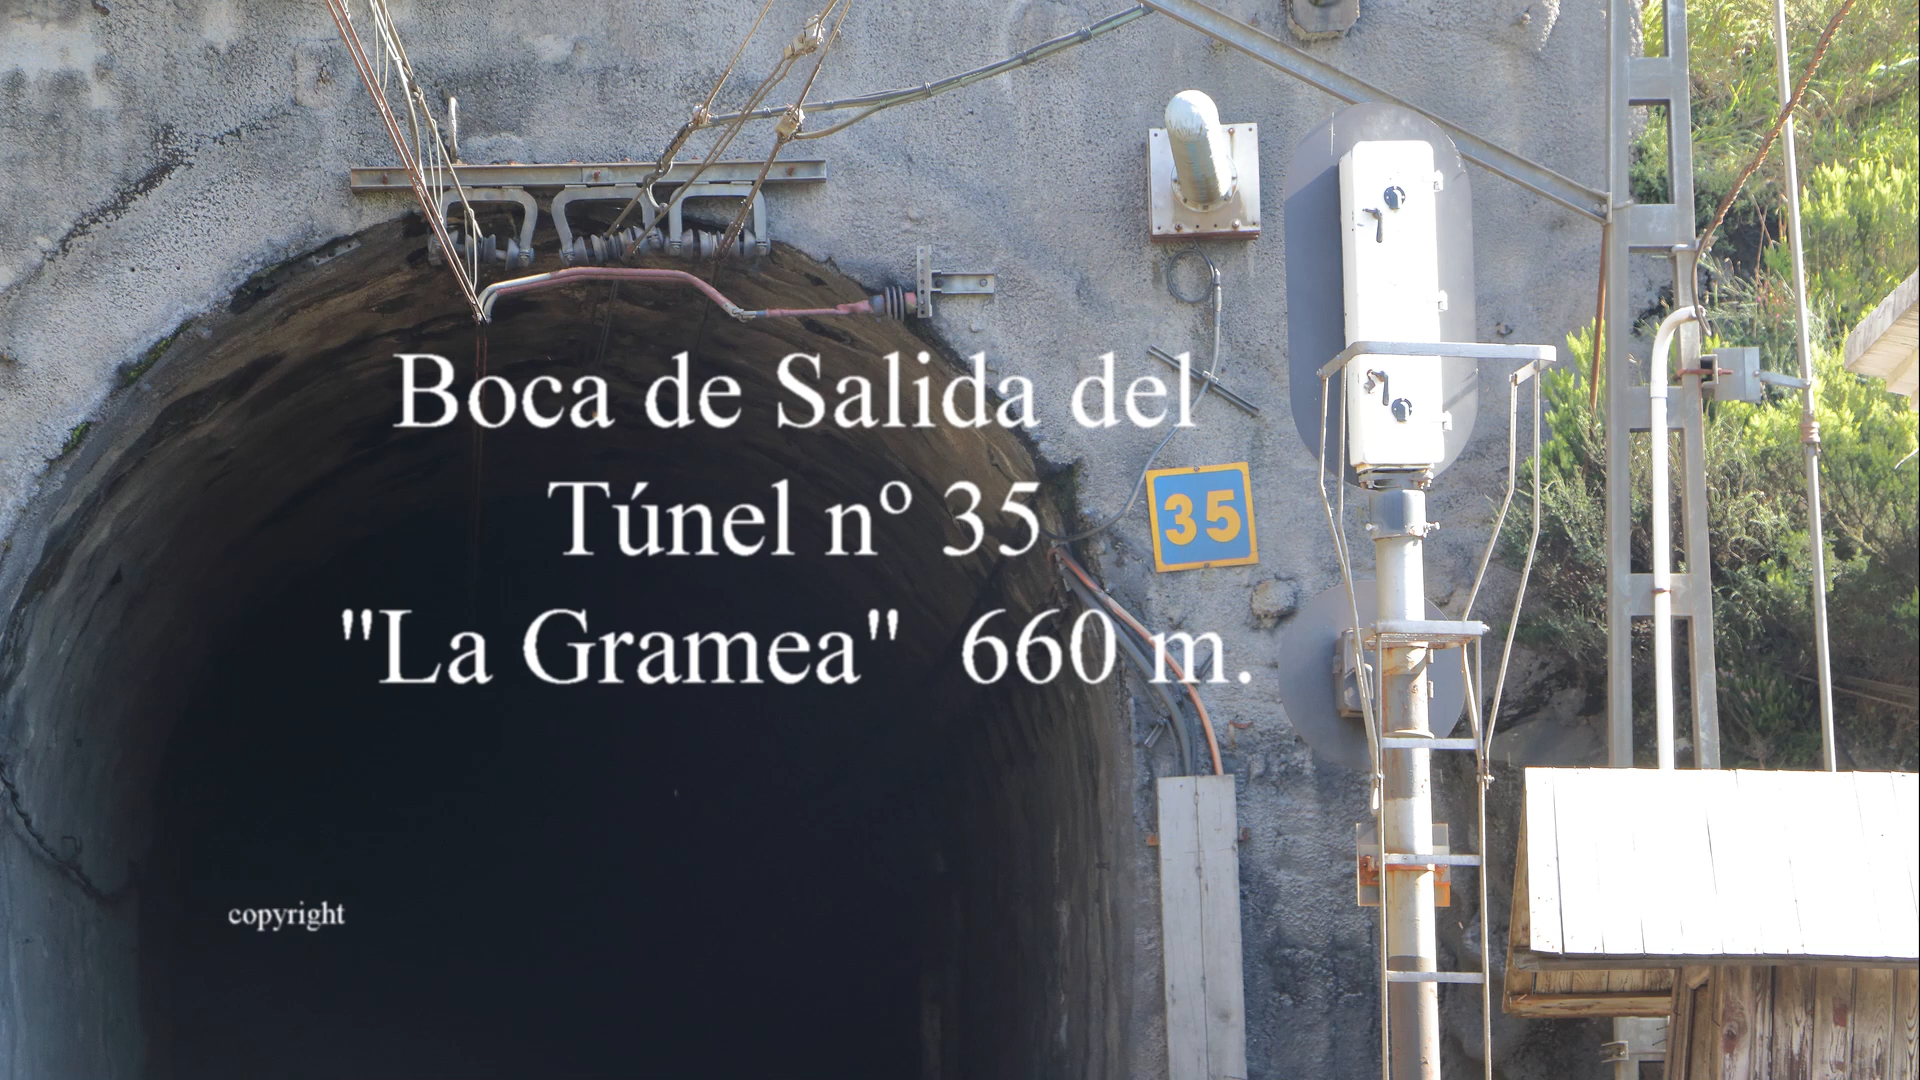 Boca de Salida del
Túnel nº 35
"La Gramea"  660 m.
35
copyright